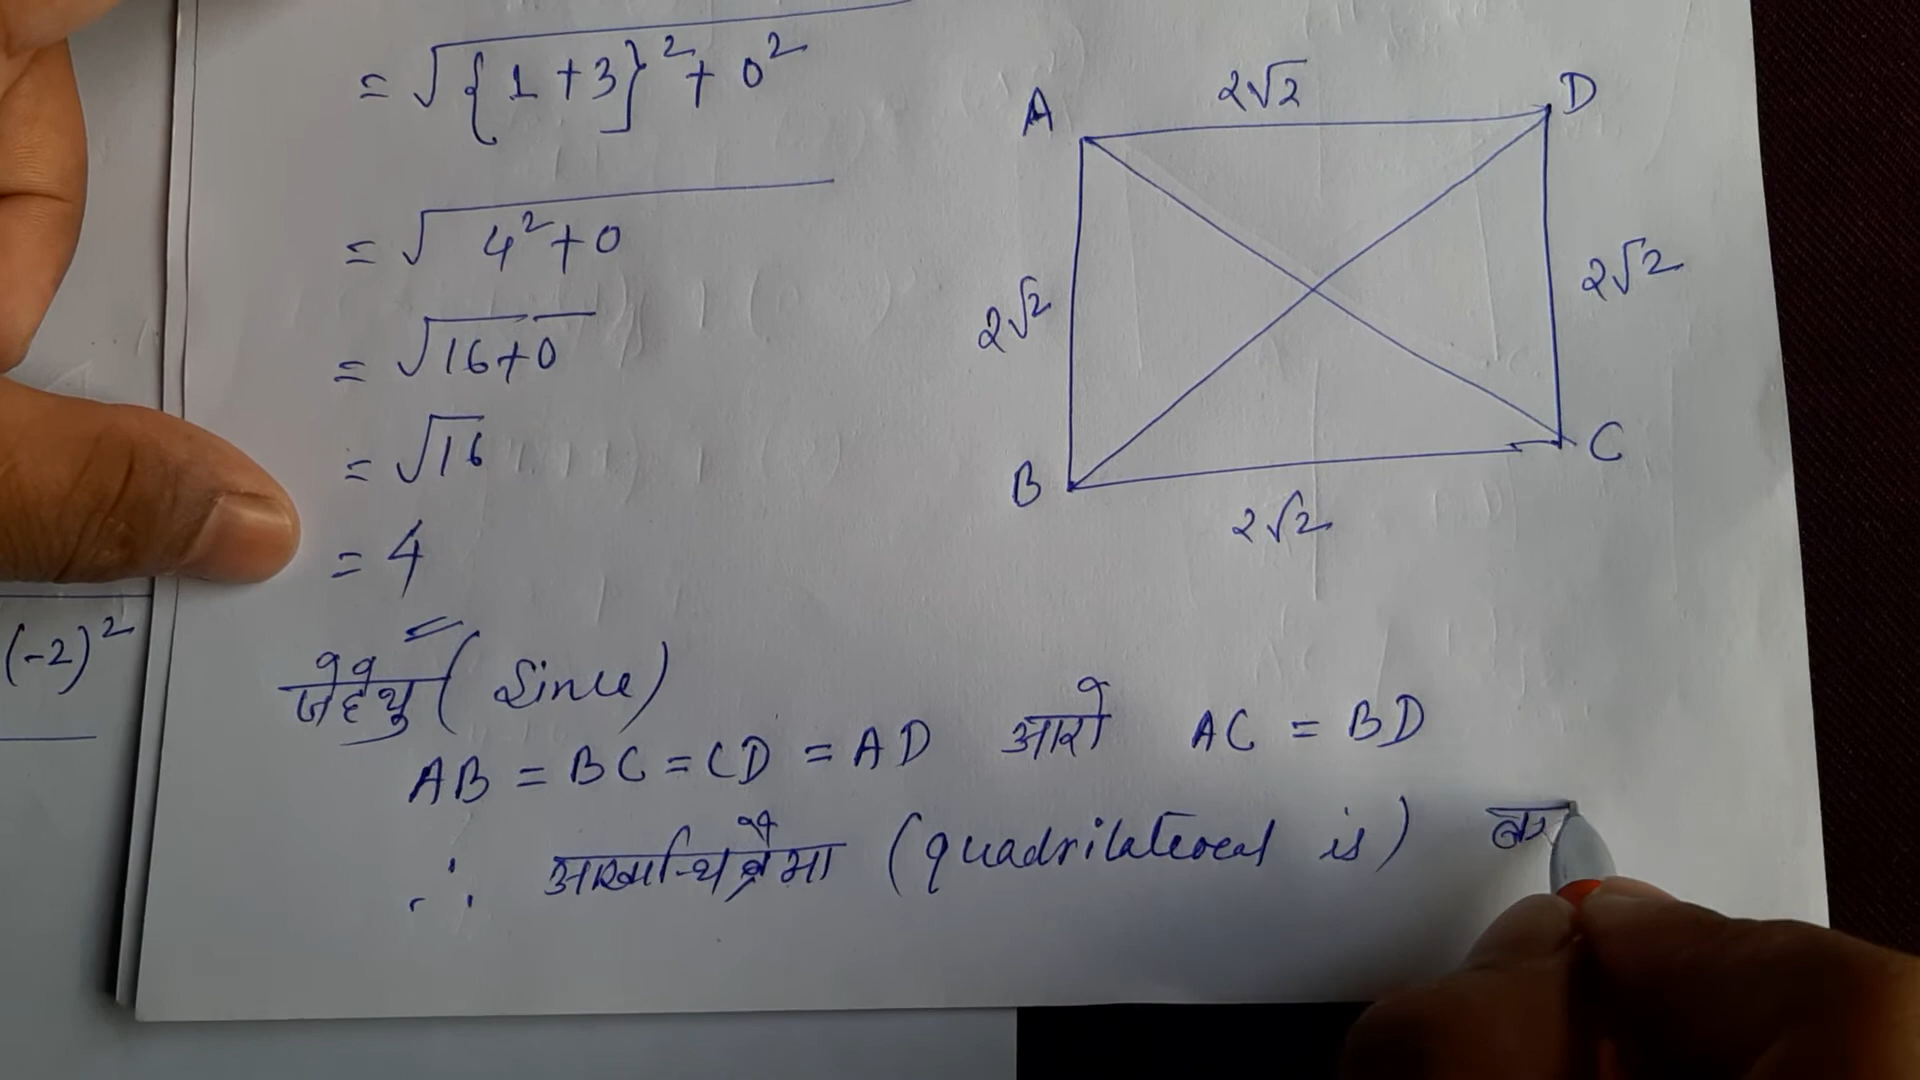 = √{1+3}² + 0²
= √4²+0
= √16+0
= √16
= 4
A
2√2
D
2√2
2√2
B
C
2√2
(-2)²
(Since)
AB = BC = CD = AD आरो AC = BD
∴ (quadrilateral is)